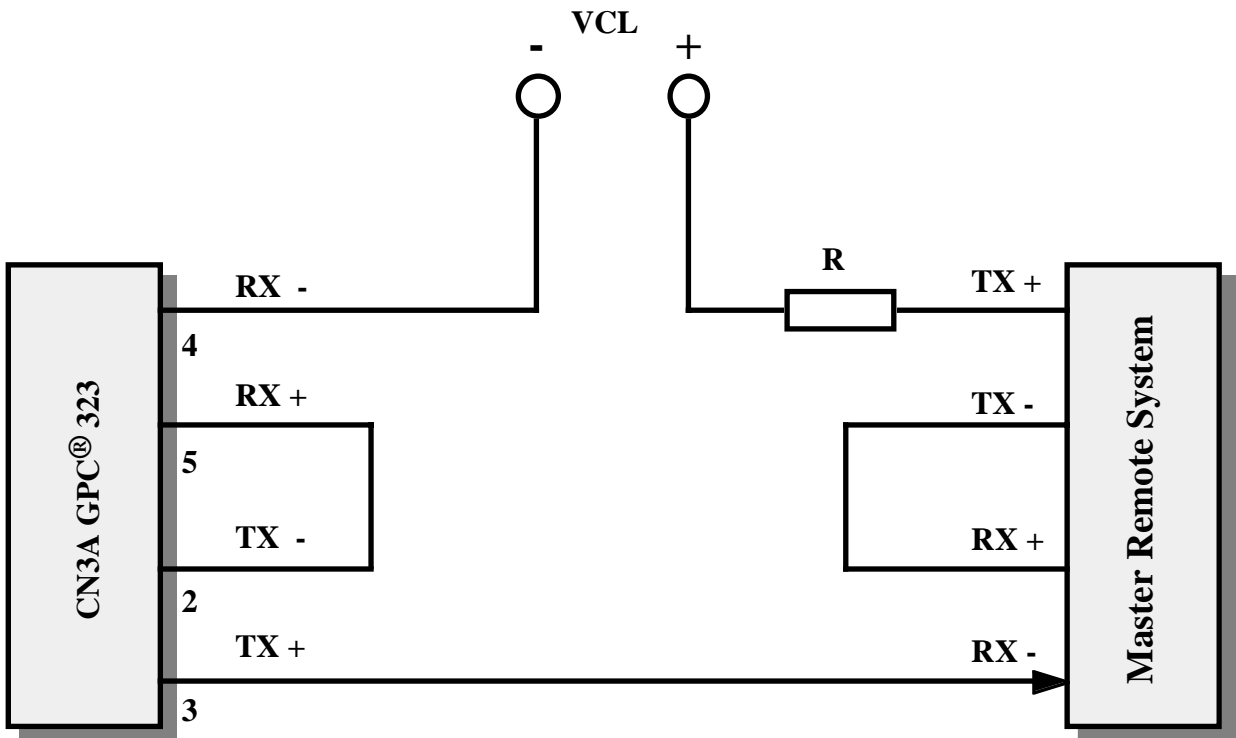 VCL
- +
R
RX -
TX +
4
RX +
TX -
5
TX -
RX +
2
TX +
RX -
3
CN3A GPC® 323
Master Remote System